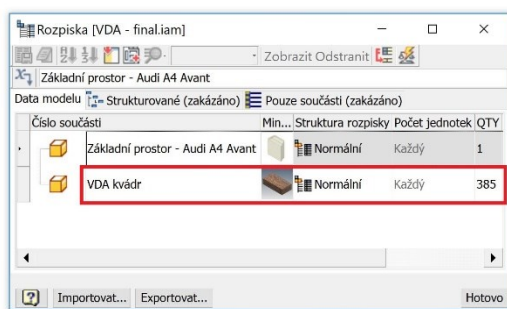 Rozpiska [VDA - final.iam]
Zobrazit Odstranit
Základní prostor - Audi A4 Avant
Data modelu Strukturované (zakázáno) Pouze součásti (zakázáno)
Číslo součásti Min... Struktura rozpisky Počet jednotek QTY
Základní prostor - Audi A4 Avant Normální Každý 1
VDA kvádr Normální Každý 385
Importovat... Exportovat... Hotovo